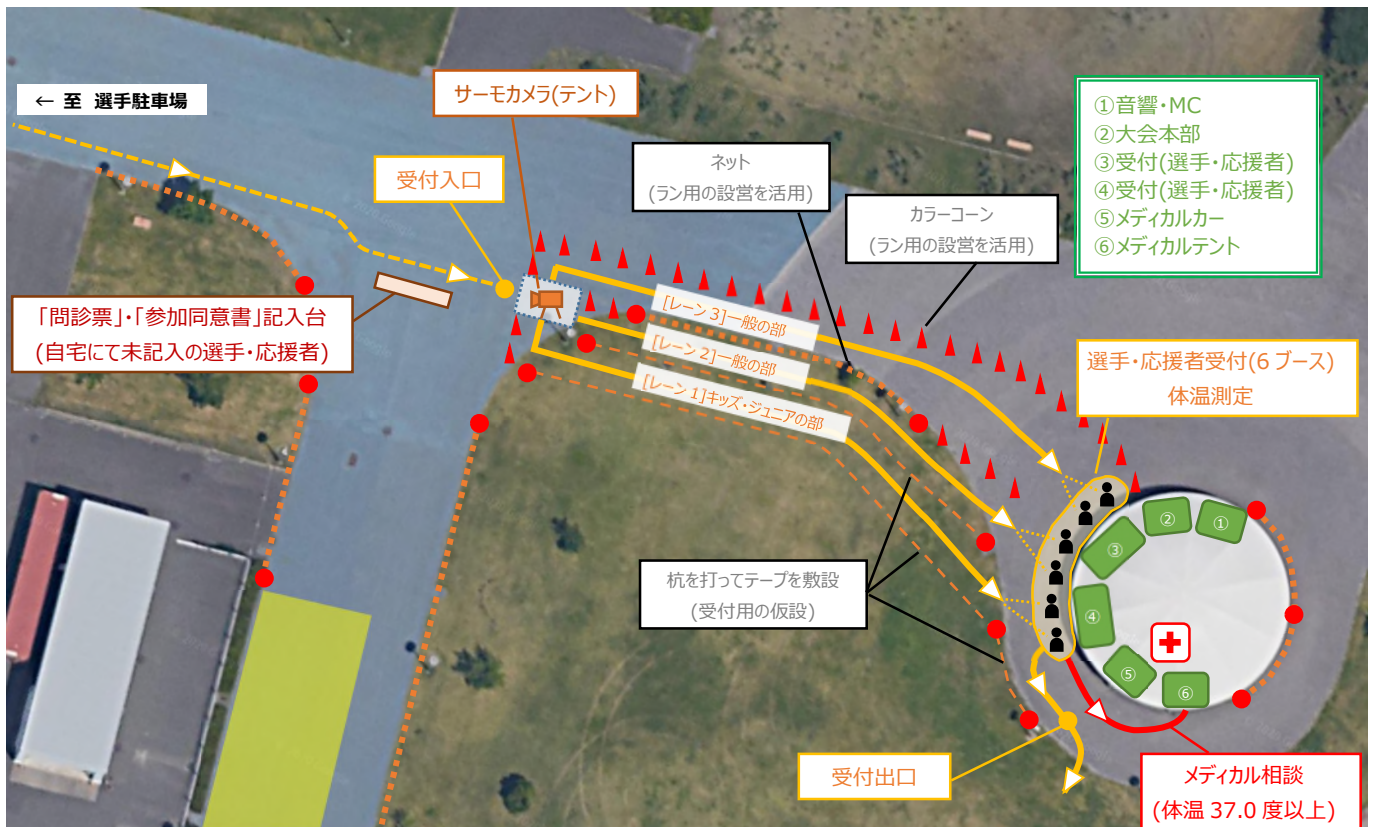 ← 至 選手駐車場
サーモカメラ(テント)
受付入口
ネット
(ラン用の設営を活用)
カラーコーン
(ラン用の設営を活用)
①音響・MC
②大会本部
③受付(選手・応援者)
④受付(選手・応援者)
⑤メディカルカー
⑥メディカルテント
「問診票」・「参加同意書」記入台
(自宅にて未記入の選手・応援者)
[レーン 3]一般の部
[レーン 2]一般の部
[レーン 1]キッズ・ジュニアの部
選手・応援者受付(6 ブース)
体温測定
杭を打ってテープを敷設
(受付用の仮設)
①
②
③
④
⑤
⑥
受付出口
メディカル相談
(体温 37.0 度以上)